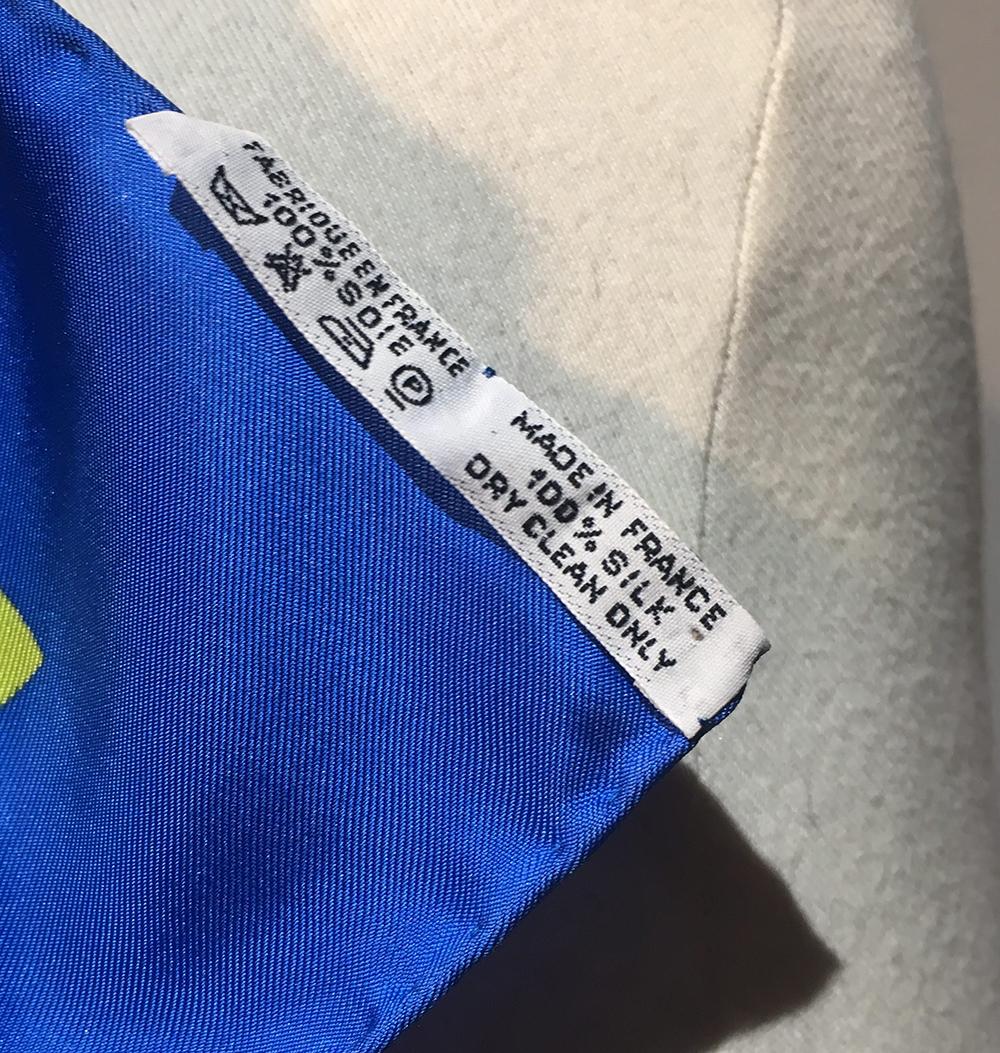 FABRIQUE EN FRANCE
100% SOIE
P
MADE IN FRANCE
100% SILK
DRY CLEAN ONLY